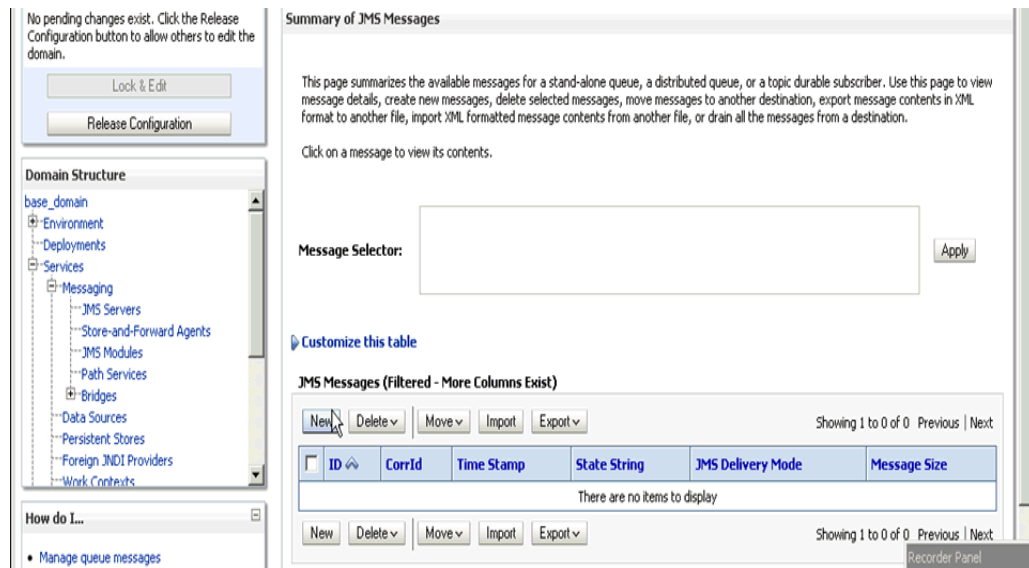 No pending changes exist. Click the Release
Configuration button to allow others to edit the
domain.
Lock & Edit
Release Configuration
Domain Structure
base_domain
Environment
Deployments
Services
Messaging
JMS Servers
Store-and-Forward Agents
JMS Modules
Path Services
Bridges
Data Sources
Persistent Stores
Foreign JNDI Providers
Work Contexts
How do I...
Manage queue messages
Summary of JMS Messages
This page summarizes the available messages for a stand-alone queue, a distributed queue, or a topic durable subscriber. Use this page to view
message details, create new messages, delete selected messages, move messages to another destination, export message contents in XML
format to another file, import XML formatted message contents from another file, or drain all the messages from a destination.
Click on a message to view its contents.
Message Selector:
Apply
Customize this table
JMS Messages (Filtered - More Columns Exist)
New Delete Move Import Export Showing 1 to 0 of 0 Previous | Next
ID CorrId Time Stamp State String JMS Delivery Mode Message Size
There are no items to display
New Delete Move Import Export Showing 1 to 0 of 0 Previous | Next
Recorder Panel